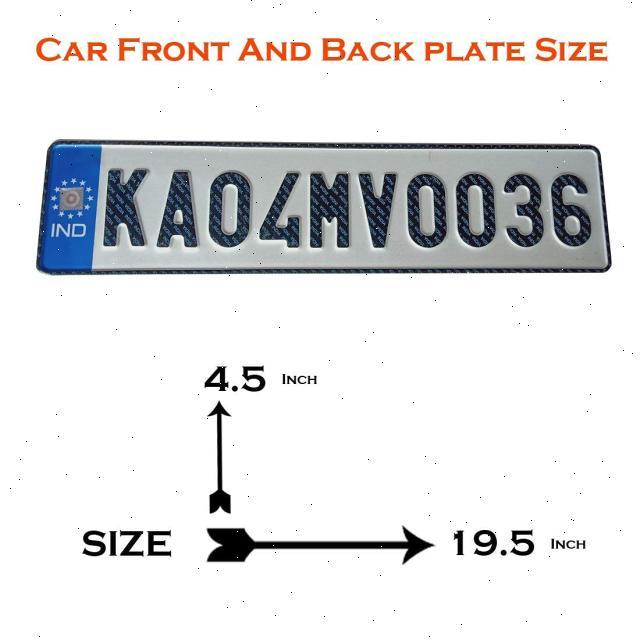 Car Front And Back plate Size
IND
KA04MV0036
4.5 Inch
SIZE
19.5 Inch